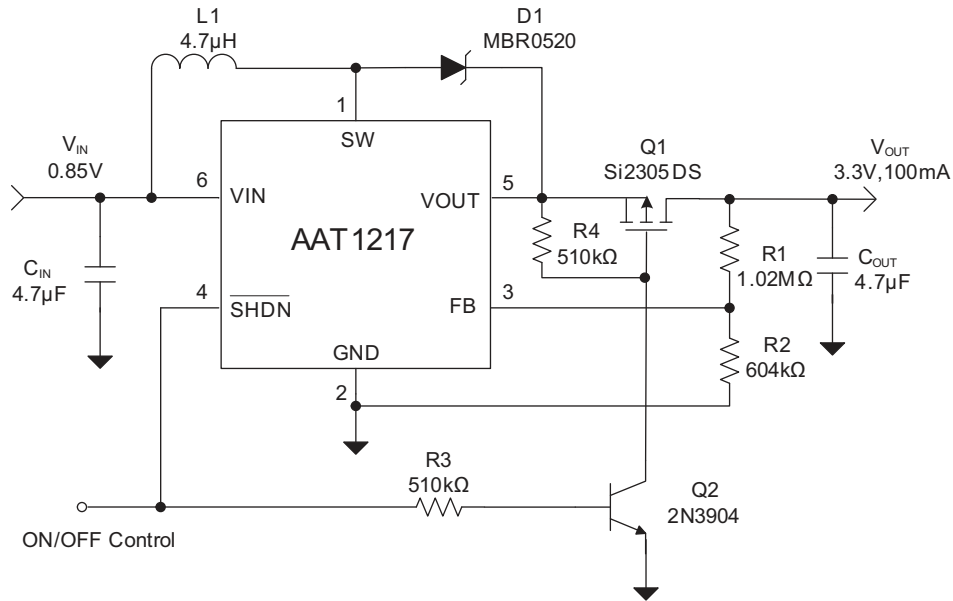 L1
4.7µH
D1
MBR0520
1
SW
VIN
0.85V
6
VIN
VOUT
5
Q1
Si2305DS
VOUT
3.3V,100mA
AAT1217
R4
510kΩ
R1
1.02MΩ
CIN
4.7µF
COUT
4.7µF
4
SHDN
FB
3
GND
2
R2
604kΩ
R3
510kΩ
Q2
2N3904
ON/OFF Control